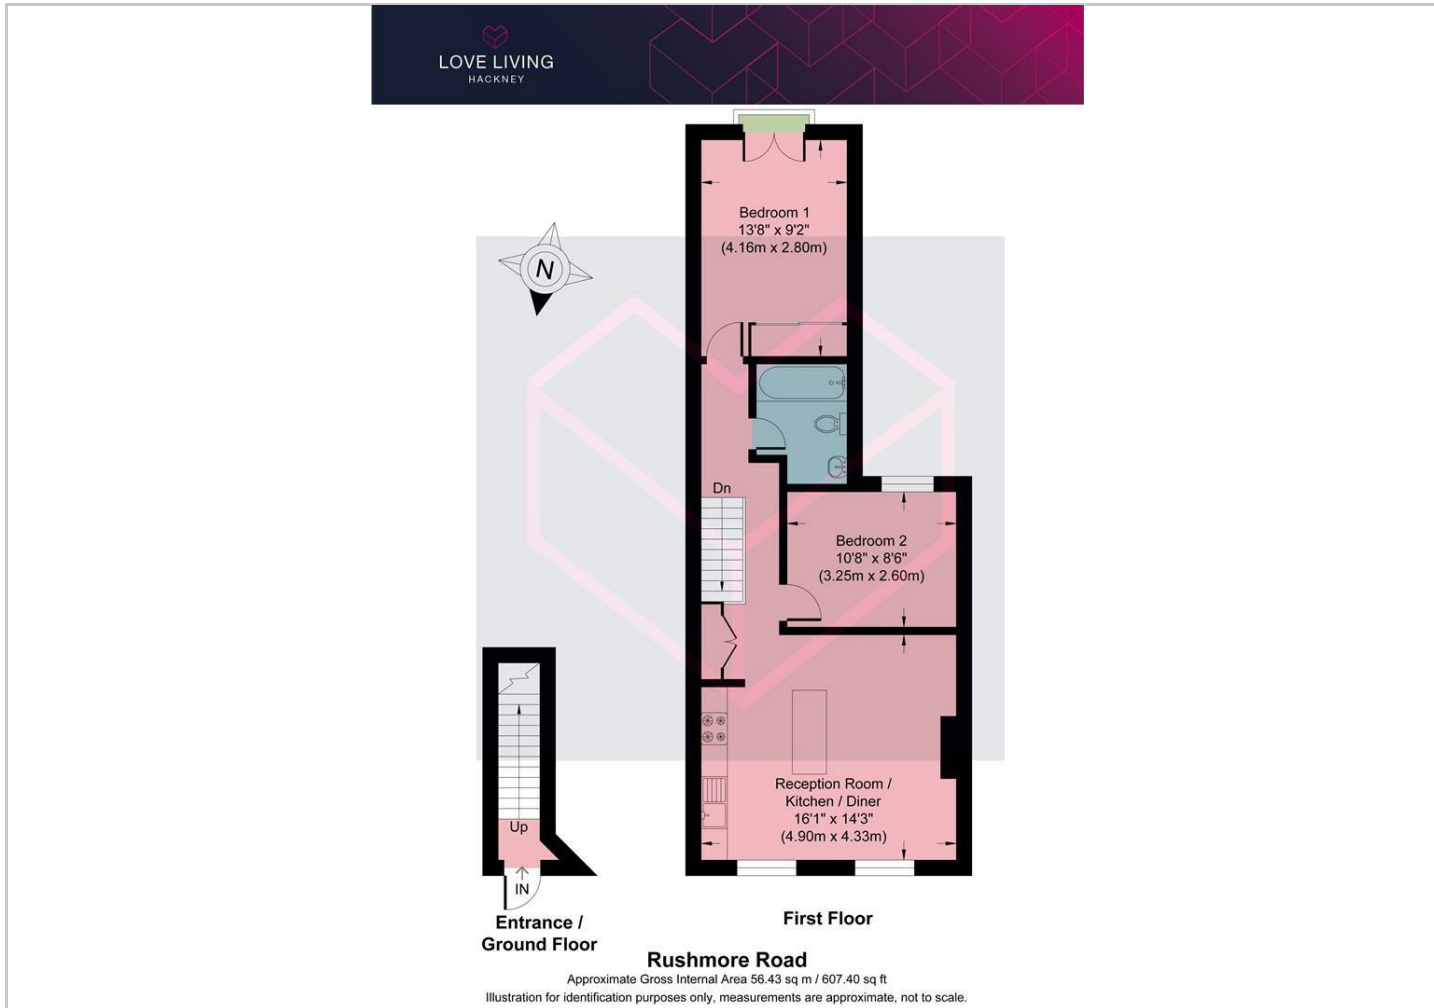 LOVE LIVING
HACKNEY
N
Bedroom 1
13'8" x 9'2"
(4.16m x 2.80m)
Dn
Bedroom 2
10'8" x 8'6"
(3.25m x 2.60m)
Reception Room /
Kitchen / Diner
16'1" x 14'3"
(4.90m x 4.33m)
Up
IN
Entrance /
Ground Floor
First Floor
Rushmore Road
Approximate Gross Internal Area 56.43 sq m / 607.40 sq ft
Illustration for identification purposes only, measurements are approximate, not to scale.